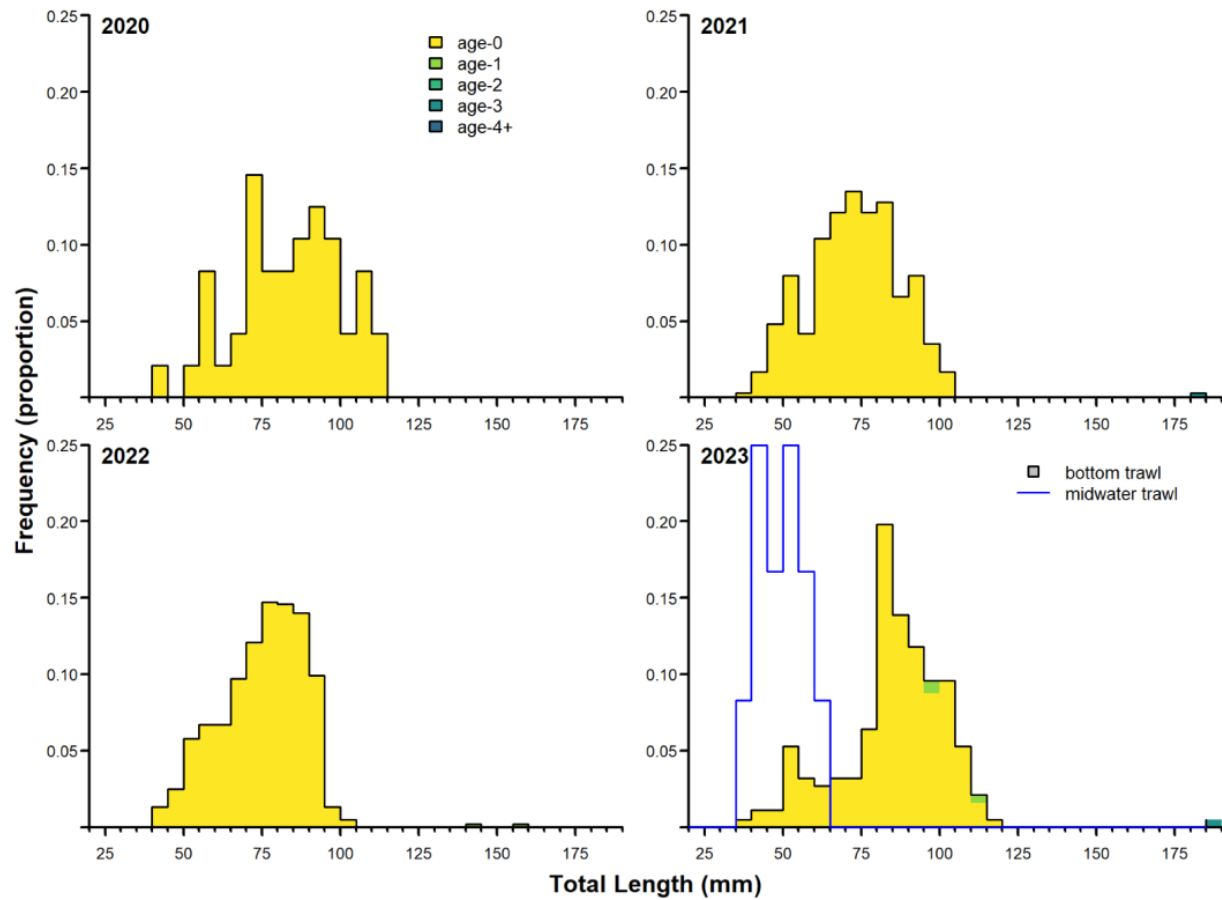 2020
0.25
0.20
0.15
0.10
0.05
25 50 75 100 125 150 175
age-0
age-1
age-2
age-3
age-4+
2021
0.25
0.20
0.15
0.10
0.05
25 50 75 100 125 150 175
2022
0.25
0.20
0.15
0.10
0.05
25 50 75 100 125 150 175
2023
0.25
0.20
0.15
0.10
0.05
25 50 75 100 125 150 175
bottom trawl
midwater trawl
Frequency (proportion)
Total Length (mm)